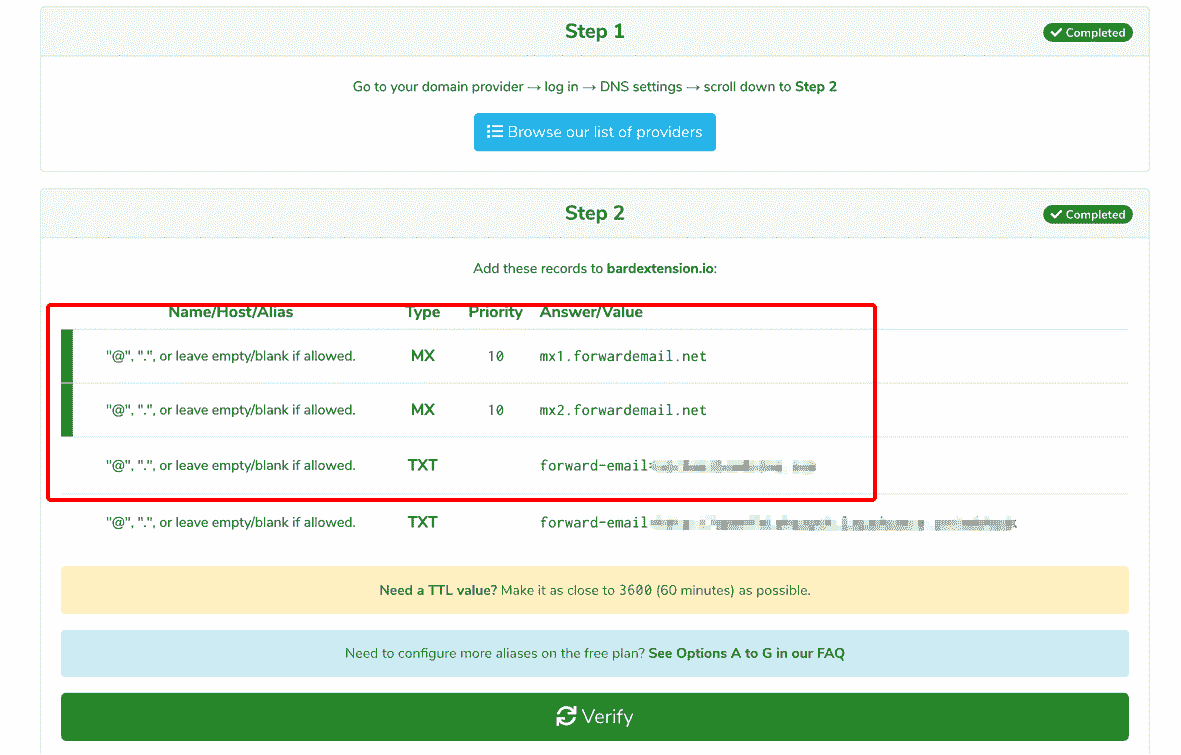 Step 1
Completed
Go to your domain provider → log in → DNS settings → scroll down to Step 2
Browse our list of providers
Step 2
Completed
Add these records to bardextension.io:
Name/Host/Alias Type Priority Answer/Value
"@", ".", or leave empty/blank if allowed. MX 10 mx1.forwardemail.net
"@", ".", or leave empty/blank if allowed. MX 10 mx2.forwardemail.net
"@", ".", or leave empty/blank if allowed. TXT forward-email
"@", ".", or leave empty/blank if allowed. TXT forward-email
Need a TTL value? Make it as close to 3600 (60 minutes) as possible.
Need to configure more aliases on the free plan? See Options A to G in our FAQ
Verify